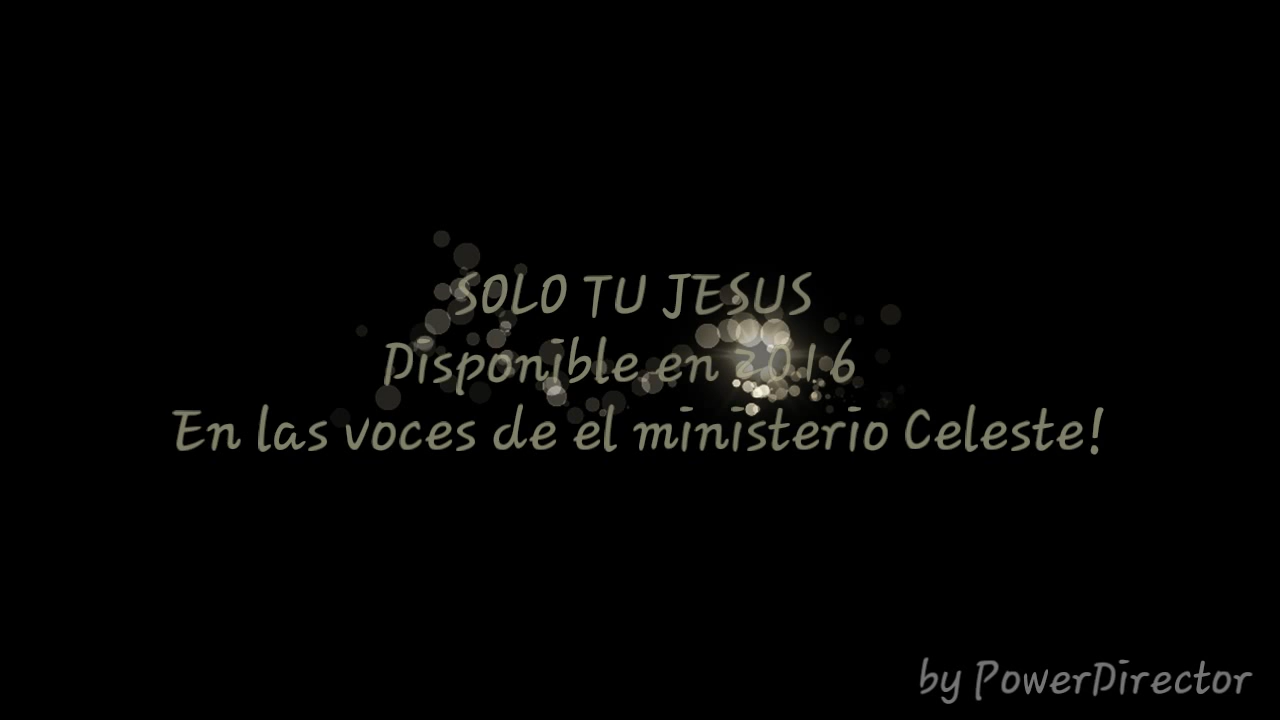 SOLO TU JESUS
Disponible en 2016
En las voces de el ministerio Celeste!
by PowerDirector